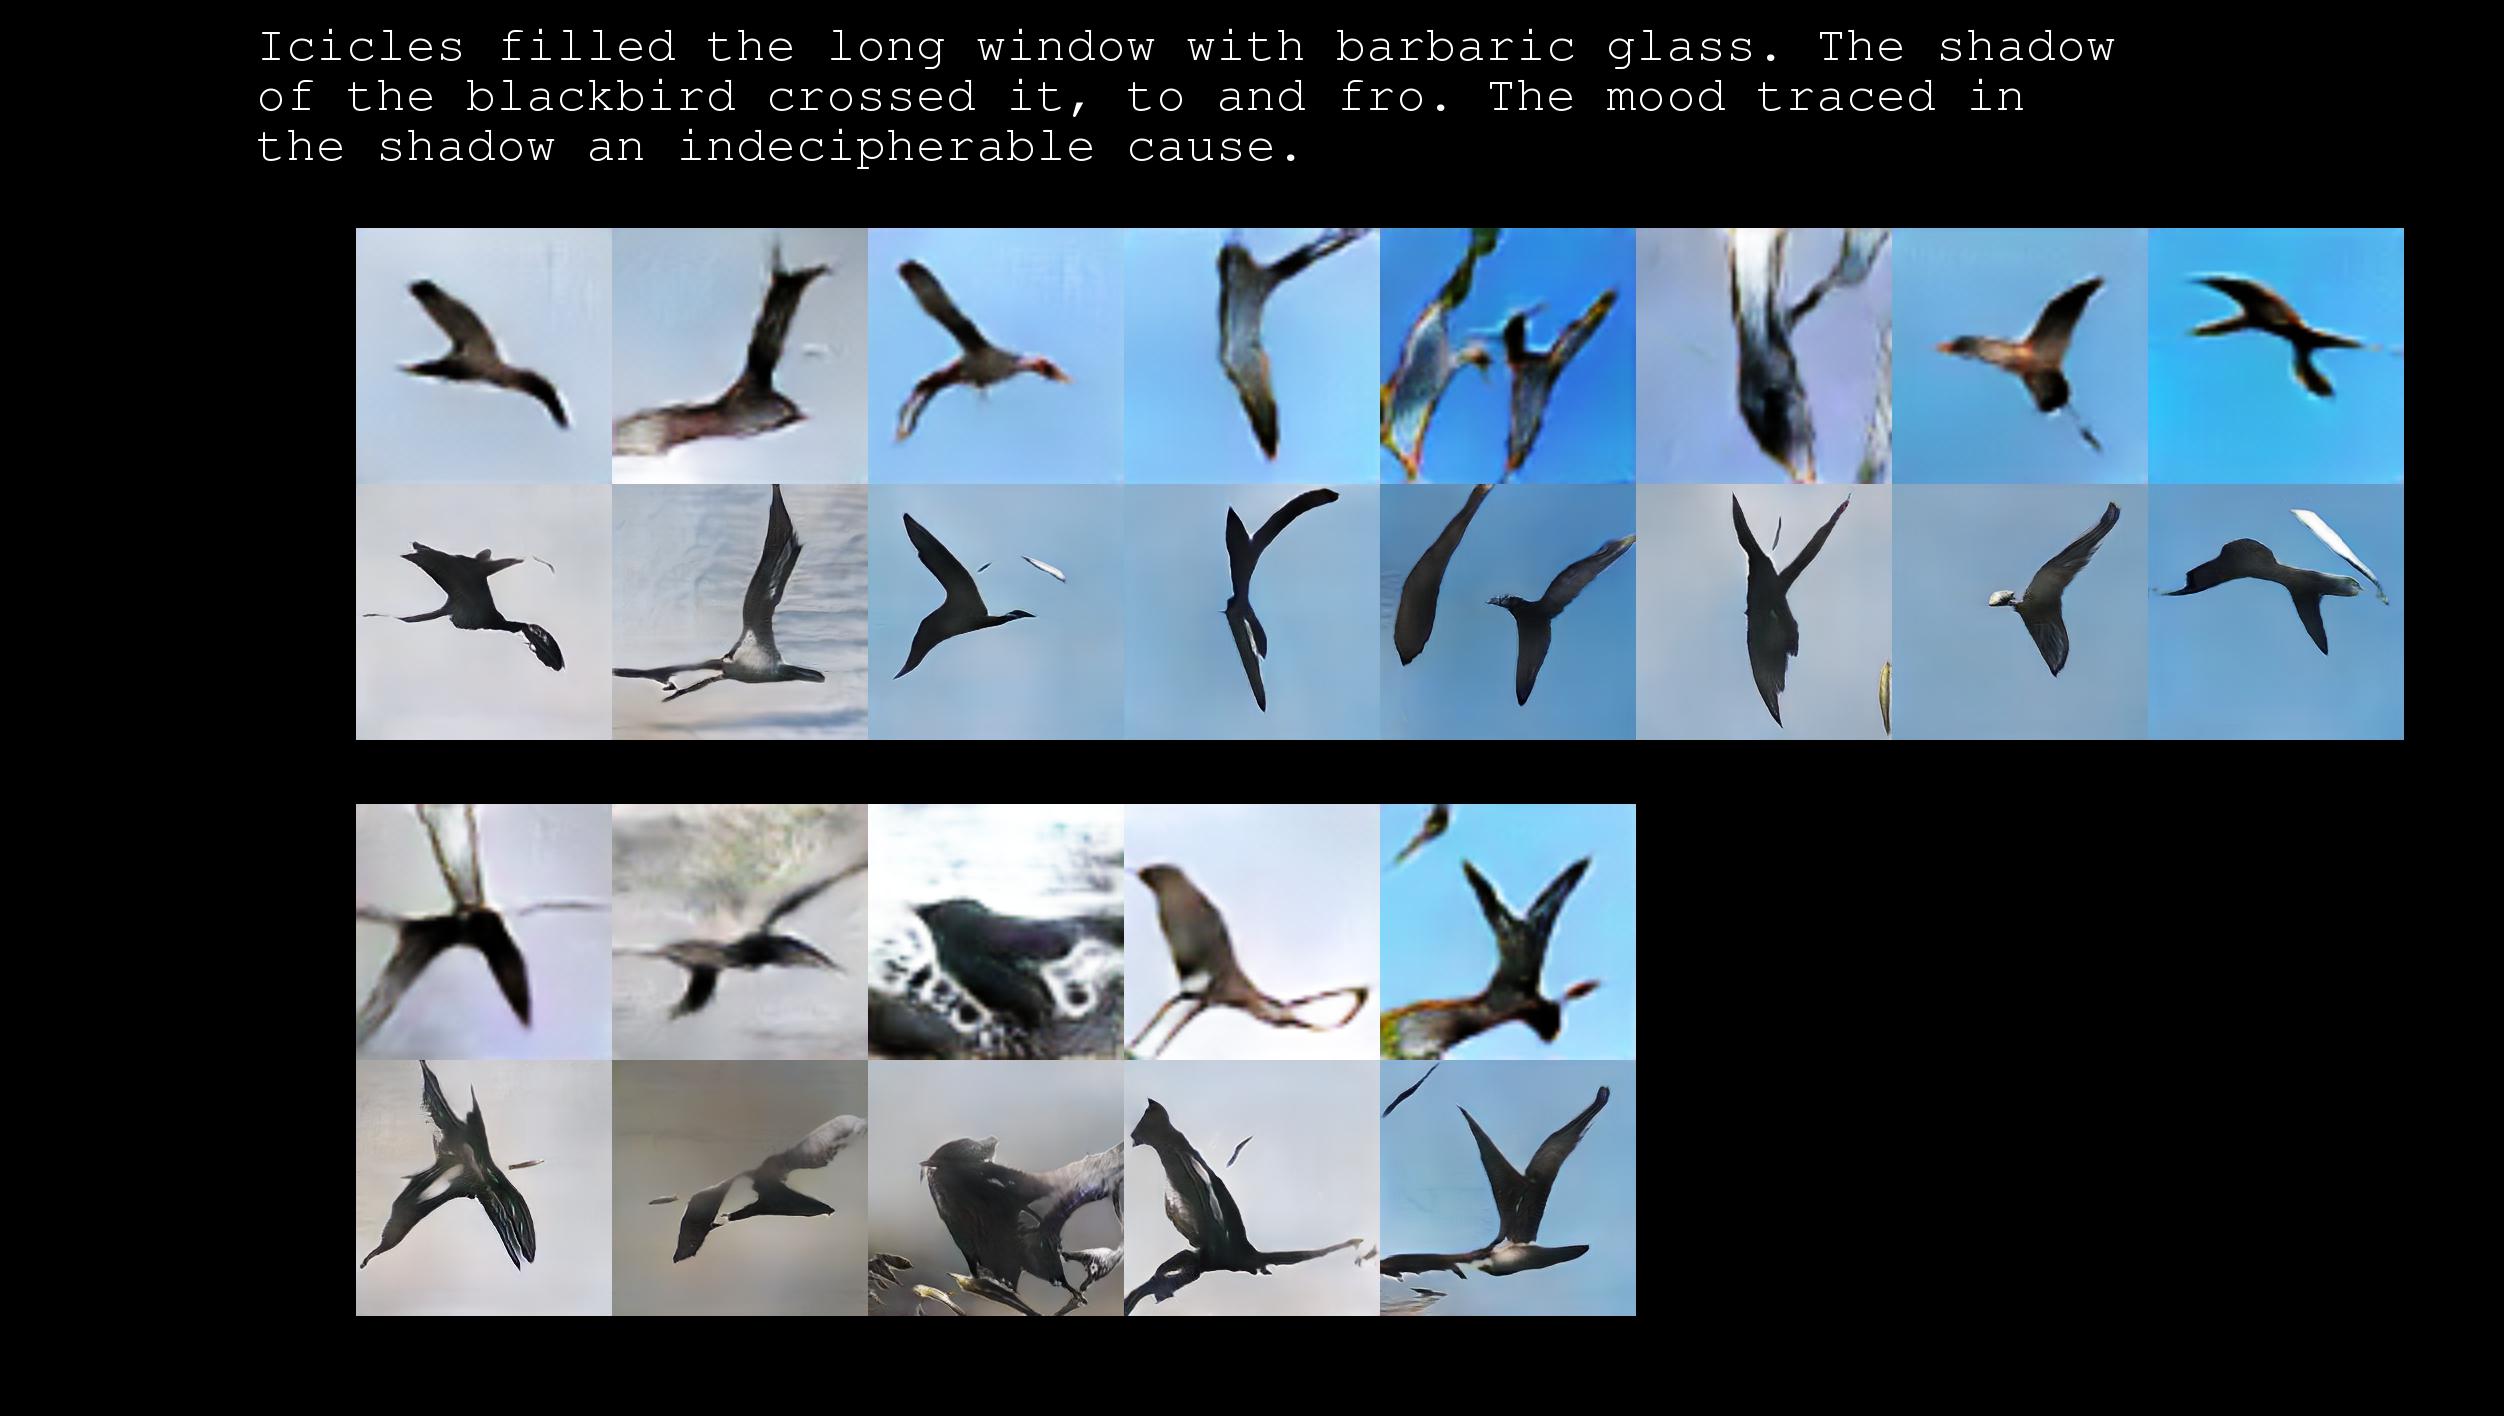 Icicles filled the long window with barbaric glass. The shadow
of the blackbird crossed it, to and fro. The mood traced in
the shadow an indecipherable cause.